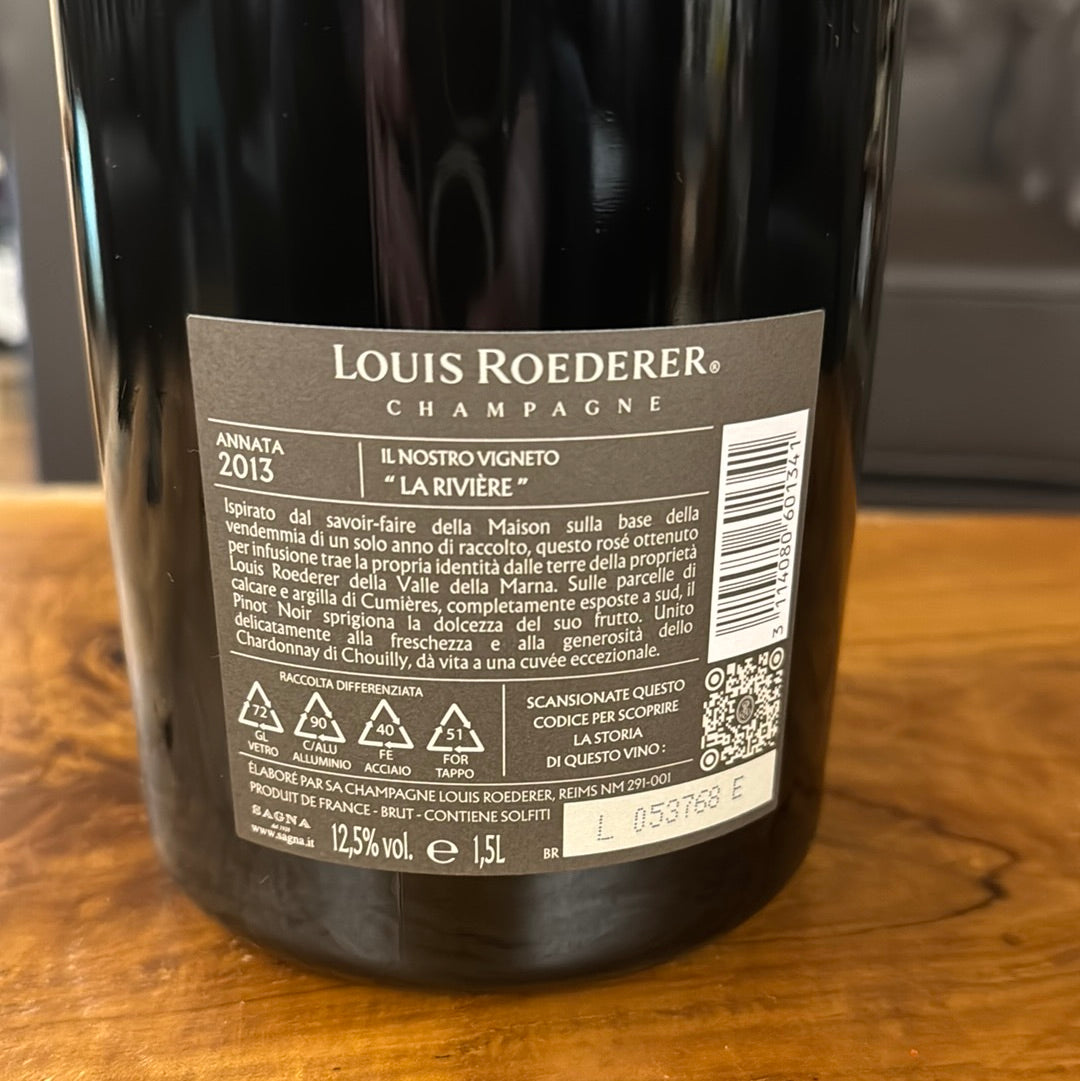 LOUIS ROEDERER®
CHAMPAGNE
ANNATA
2013
IL NOSTRO VIGNETO
“ LA RIVIÈRE ”
Ispirato dal savoir-faire della Maison sulla base della
vendemmia di un solo anno di raccolto, questo rosé ottenuto
per infusione trae la propria identità dalle terre della proprietà
Louis Roederer della Valle della Marna. Sulle parcelle di
calcare e argilla di Cumières, completamente esposte a sud, il
Pinot Noir sprigiona la dolcezza del suo frutto. Unito
delicatamente alla freschezza e alla generosità dello
Chardonnay di Chouilly, dà vita a una cuvée eccezionale.
3 114080 601341
RACCOLTA DIFFERENZIATA
72
GL
VETRO
90
C/ALU
ALLUMINIO
40
FE
ACCIAIO
51
FOR
TAPPO
SCANSIONATE QUESTO
CODICE PER SCOPRIRE
LA STORIA
DI QUESTO VINO :
ÉLABORÉ PAR SA CHAMPAGNE LOUIS ROEDERER, REIMS NM 291-001
PRODUIT DE FRANCE - BRUT - CONTIENE SOLFITI
SAGNA
dal 1928
www.sagna.it
12,5% vol. e 1,5L
BR
L 053768 E